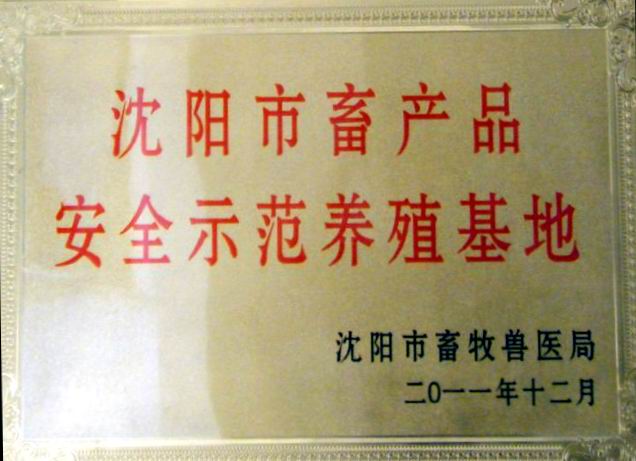 沈阳市畜产品
安全示范养殖基地
沈阳市畜牧兽医局
二0一一年十二月